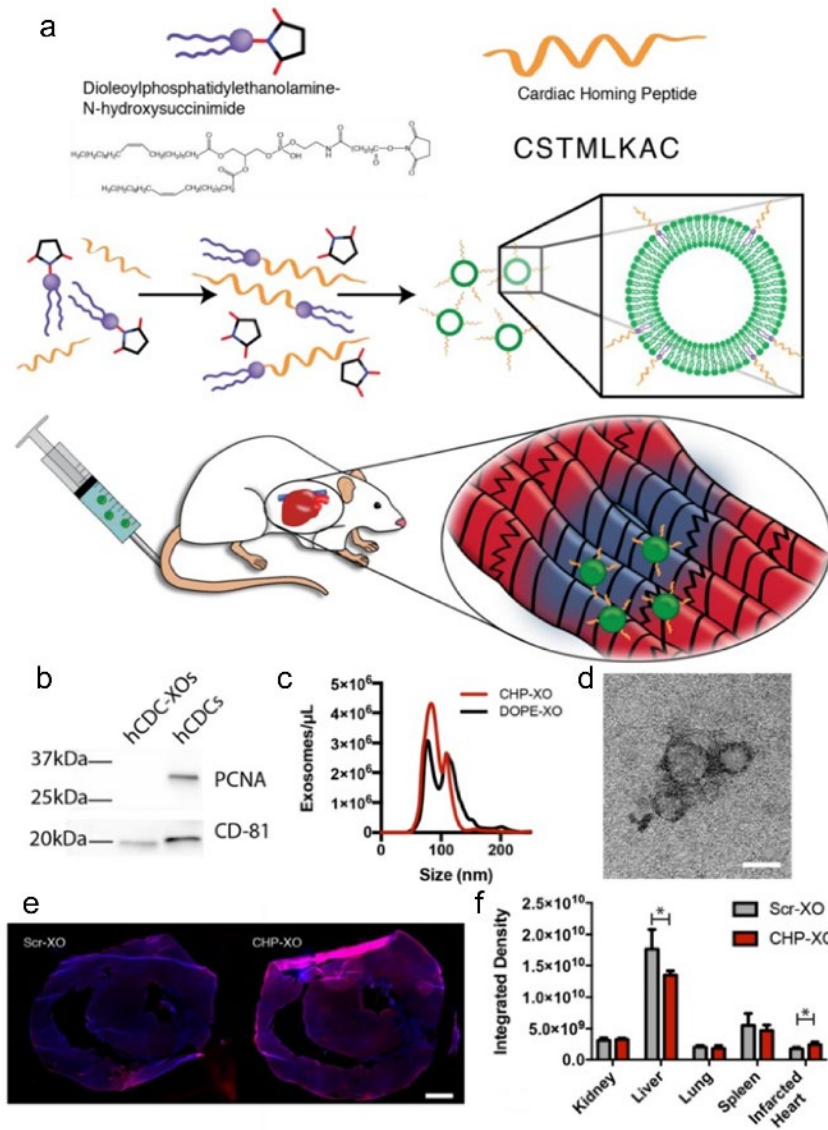 a
Dioleoylphosphatidylethanolamine-
N-hydroxysuccinimide
Cardiac Homing Peptide
CSTMLKAC
b
hCDC-XOs
hCDCs
37kDa
PCNA
25kDa
20kDa
CD-81
c
CHP-XO
DOPE-XO
Exosomes/μL
5×10⁶
4×10⁶
3×10⁶
2×10⁶
1×10⁶
0
0
100
200
Size (nm)
d
e
Scr-XO
CHP-XO
f
Scr-XO
CHP-XO
Integrated Density
2.5×10¹⁰
2.0×10¹⁰
1.5×10¹⁰
1.0×10¹⁰
5.0×10⁹
0.0
*
*
Kidney
Liver
Lung
Spleen
Infarcted
Heart